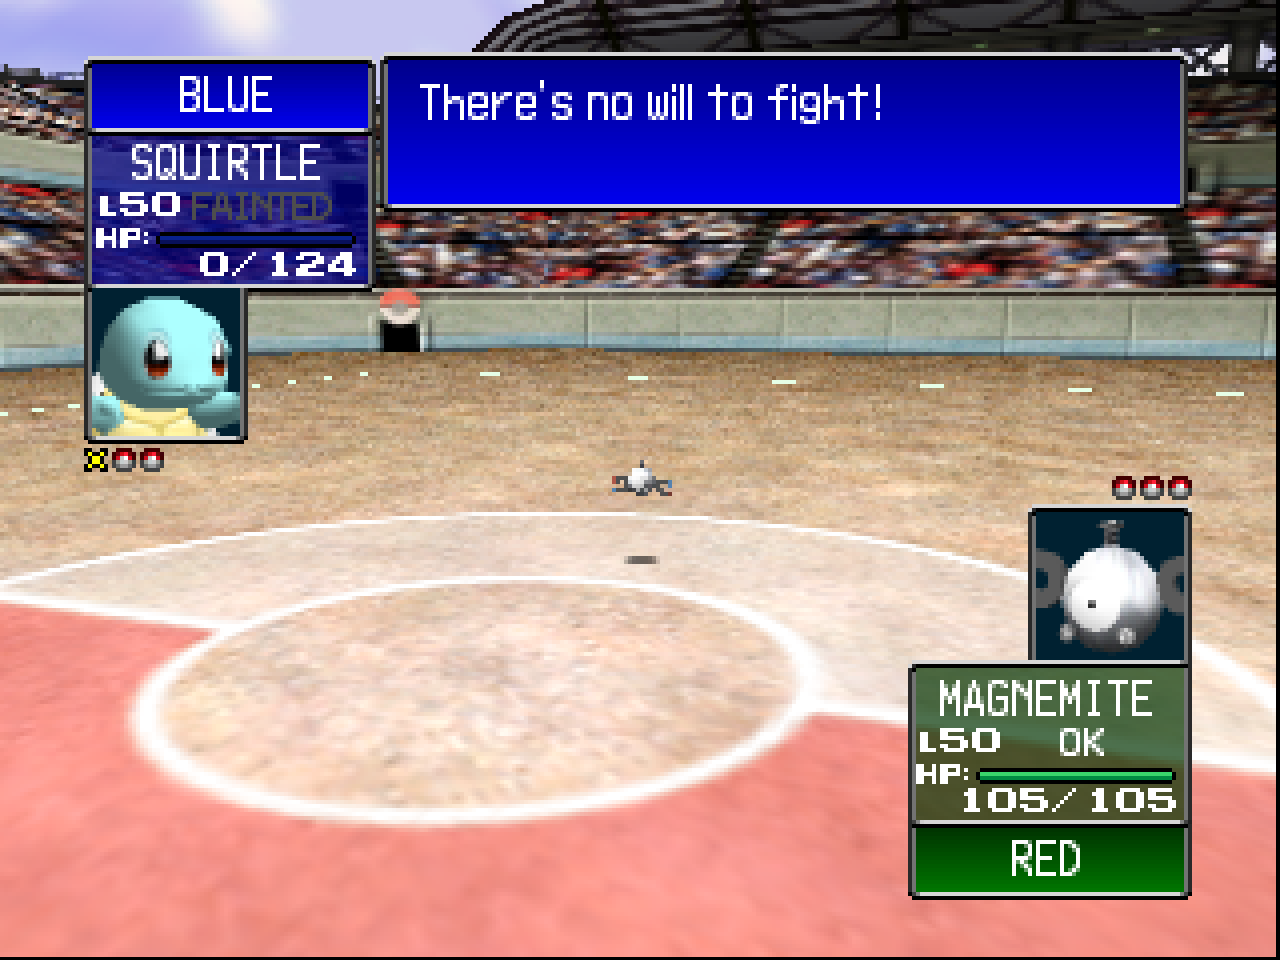 BLUE
There's no will to fight!
SQUIRTLE
L50 FAINTED
HP:
0/124
MAGNEMITE
L50 OK
HP:
105/105
RED